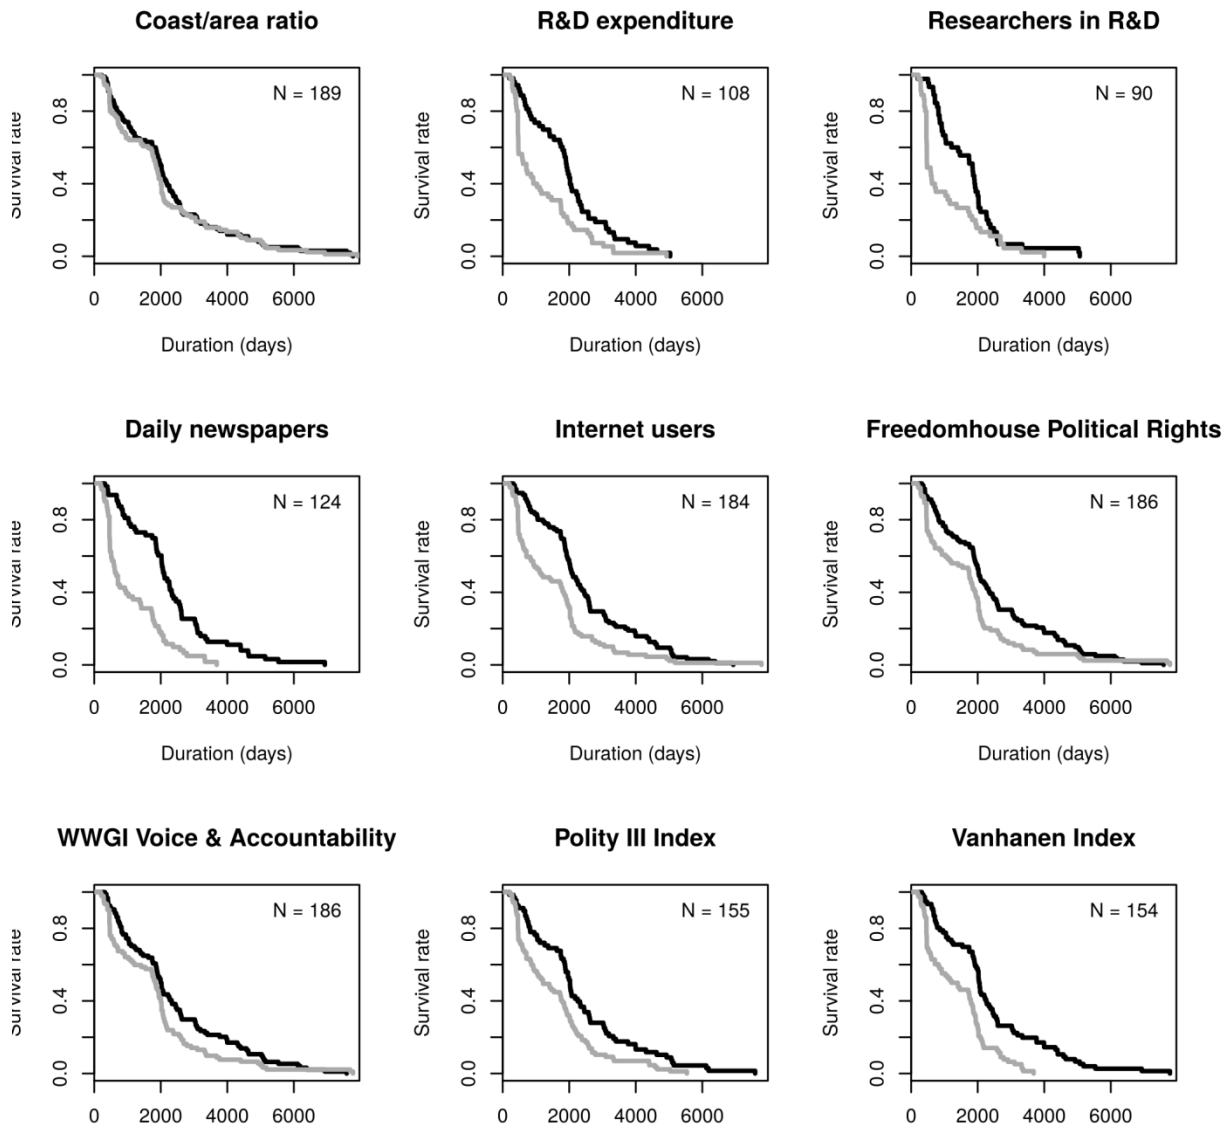 Coast/area ratio
R&D expenditure
Researchers in R&D
Survival rate
0.0 0.4 0.8
N = 189
0 2000 4000 6000
Duration (days)
Survival rate
0.0 0.4 0.8
N = 108
0 2000 4000 6000
Duration (days)
Survival rate
0.0 0.4 0.8
N = 90
0 2000 4000 6000
Duration (days)
Daily newspapers
Internet users
Freedomhouse Political Rights
Survival rate
0.0 0.4 0.8
N = 124
0 2000 4000 6000
Duration (days)
Survival rate
0.0 0.4 0.8
N = 184
0 2000 4000 6000
Duration (days)
Survival rate
0.0 0.4 0.8
N = 186
0 2000 4000 6000
Duration (days)
WWGI Voice & Accountability
Polity III Index
Vanhanen Index
Survival rate
0.0 0.4 0.8
N = 186
0 2000 4000 6000
Survival rate
0.0 0.4 0.8
N = 155
0 2000 4000 6000
Survival rate
0.0 0.4 0.8
N = 154
0 2000 4000 6000